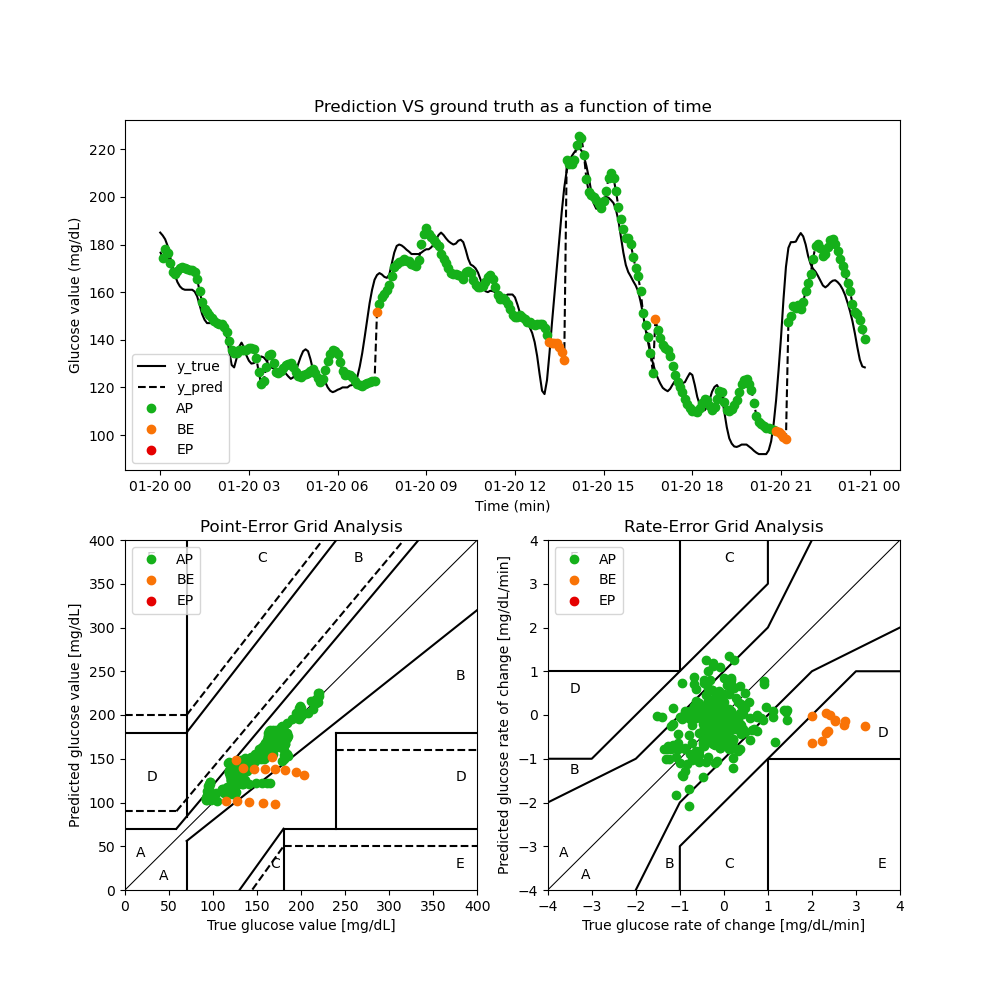 Prediction VS ground truth as a function of time
Glucose value (mg/dL)
220
200
180
160
140
120
100
y_true
y_pred
AP
BE
EP
01-20 00 01-20 03 01-20 06 01-20 09 01-20 12 01-20 15 01-20 18 01-20 21 01-21 00
Time (min)
Point-Error Grid Analysis
Predicted glucose value [mg/dL]
400
350
300
250
200
150
100
50
0
AP
BE
EP
C B
B
D D
A
A C E
0 50 100 150 200 250 300 350 400
True glucose value [mg/dL]
Rate-Error Grid Analysis
Predicted glucose rate of change [mg/dL/min]
4
3
2
1
0
−1
−2
−3
−4
AP
BE
EP
C
D
D
B
A
A B C E
−4 −3 −2 −1 0 1 2 3 4
True glucose rate of change [mg/dL/min]